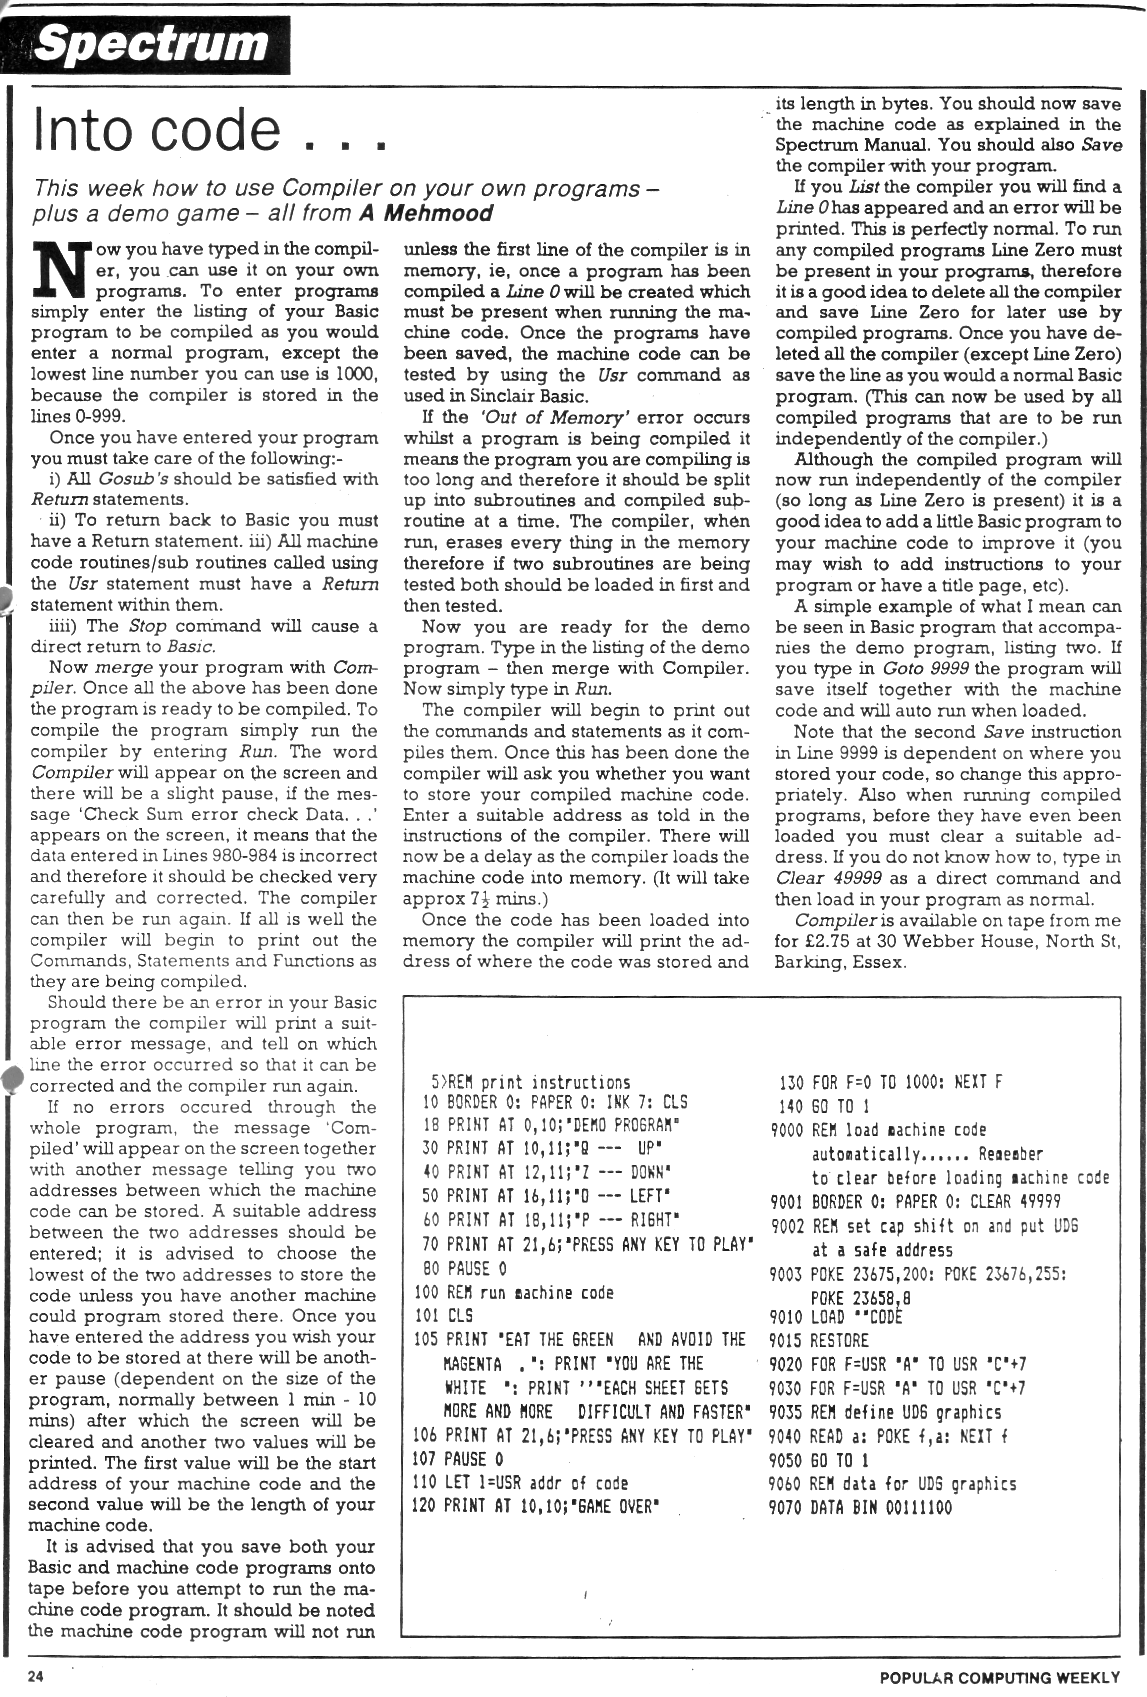 Spectrum
Into code . . .
This week how to use Compiler on your own programs –
plus a demo game – all from A Mehmood
Now you have typed in the compil-
er, you can use it on your own
programs. To enter programs
simply enter the listing of your Basic
program to be compiled as you would
enter a normal program, except the
lowest line number you can use is 1000,
because the compiler is stored in the
lines 0-999.
Once you have entered your program
you must take care of the following:-
i) All Gosub's should be satisfied with
Return statements.
ii) To return back to Basic you must
have a Return statement. iii) All machine
code routines/sub routines called using
the Usr statement must have a Return
statement within them.
iiii) The Stop command will cause a
direct return to Basic.
Now merge your program with Com-
piler. Once all the above has been done
the program is ready to be compiled. To
compile the program simply run the
compiler by entering Run. The word
Compiler will appear on the screen and
there will be a slight pause, if the mes-
sage 'Check Sum error check Data. . .'
appears on the screen, it means that the
data entered in Lines 980-984 is incorrect
and therefore it should be checked very
carefully and corrected. The compiler
can then be run again. If all is well the
compiler will begin to print out the
Commands, Statements and Functions as
they are being compiled.
Should there be an error in your Basic
program the compiler will print a suit-
able error message, and tell on which
line the error occurred so that it can be
corrected and the compiler run again.
If no errors occured through the
whole program, the message 'Com-
piled' will appear on the screen together
with another message telling you two
addresses between which the machine
code can be stored. A suitable address
between the two addresses should be
entered; it is advised to choose the
lowest of the two addresses to store the
code unless you have another machine
could program stored there. Once you
have entered the address you wish your
code to be stored at there will be anoth-
er pause (dependent on the size of the
program, normally between 1 min - 10
mins) after which the screen will be
cleared and another two values will be
printed. The first value will be the start
address of your machine code and the
second value will be the length of your
machine code.
It is advised that you save both your
Basic and machine code programs onto
tape before you attempt to run the ma-
chine code program. It should be noted
the machine code program will not run
unless the first line of the compiler is in
memory, ie, once a program has been
compiled a Line 0 will be created which
must be present when running the ma-
chine code. Once the programs have
been saved, the machine code can be
tested by using the Usr command as
used in Sinclair Basic.
If the 'Out of Memory' error occurs
whilst a program is being compiled it
means the program you are compiling is
too long and therefore it should be split
up into subroutines and compiled sub-
routine at a time. The compiler, when
run, erases every thing in the memory
therefore if two subroutines are being
tested both should be loaded in first and
then tested.
Now you are ready for the demo
program. Type in the listing of the demo
program – then merge with Compiler.
Now simply type in Run.
The compiler will begin to print out
the commands and statements as it com-
piles them. Once this has been done the
compiler will ask you whether you want
to store your compiled machine code.
Enter a suitable address as told in the
instructions of the compiler. There will
now be a delay as the compiler loads the
machine code into memory. (It will take
approx 7½ mins.)
Once the code has been loaded into
memory the compiler will print the ad-
dress of where the code was stored and
its length in bytes. You should now save
the machine code as explained in the
Spectrum Manual. You should also Save
the compiler with your program.
If you List the compiler you will find a
Line 0 has appeared and an error will be
printed. This is perfectly normal. To run
any compiled programs Line Zero must
be present in your programs, therefore
it is a good idea to delete all the compiler
and save Line Zero for later use by
compiled programs. Once you have de-
leted all the compiler (except Line Zero)
save the line as you would a normal Basic
program. (This can now be used by all
compiled programs that are to be run
independently of the compiler.)
Although the compiled program will
now run independently of the compiler
(so long as Line Zero is present) it is a
good idea to add a little Basic program to
your machine code to improve it (you
may wish to add instructions to your
program or have a title page, etc).
A simple example of what I mean can
be seen in Basic program that accompa-
nies the demo program, listing two. If
you type in Goto 9999 the program will
save itself together with the machine
code and will auto run when loaded.
Note that the second Save instruction
in Line 9999 is dependent on where you
stored your code, so change this appro-
priately. Also when running compiled
programs, before they have even been
loaded you must clear a suitable ad-
dress. If you do not know how to, type in
Clear 49999 as a direct command and
then load in your program as normal.
Compiler is available on tape from me
for £2.75 at 30 Webber House, North St,
Barking, Essex.
5>REM print instructions
10 BORDER 0: PAPER 0: INK 7: CLS
18 PRINT AT 0,10;"DEMO PROGRAM"
30 PRINT AT 10,11;"Q --- UP"
40 PRINT AT 12,11;"Z --- DOWN"
50 PRINT AT 16,11;"O --- LEFT"
60 PRINT AT 18,11;"P --- RIGHT"
70 PRINT AT 21,6;"PRESS ANY KEY TO PLAY"
80 PAUSE 0
100 REM run machine code
101 CLS
105 PRINT "EAT THE GREEN   AND AVOID THE
MAGENTA  . ": PRINT "YOU ARE THE
WHITE  ": PRINT ''"EACH SHEET GETS
MORE AND MORE   DIFFICULT AND FASTER"
106 PRINT AT 21,6;"PRESS ANY KEY TO PLAY"
107 PAUSE 0
110 LET l=USR addr of code
120 PRINT AT 10,10;"GAME OVER"
130 FOR F=0 TO 1000: NEXT F
140 GO TO 1
9000 REM load machine code
automatically...... Remember
to clear before loading machine code
9001 BORDER 0: PAPER 0: CLEAR 49999
9002 REM set cap shift on and put UDG
at a safe address
9003 POKE 23675,200: POKE 23676,255:
POKE 23658,8
9010 LOAD ""CODE
9015 RESTORE
9020 FOR F=USR "A" TO USR "C"+7
9030 FOR F=USR "A" TO USR "C"+7
9035 REM define UDG graphics
9040 READ a: POKE f,a: NEXT f
9050 GO TO 1
9060 REM data for UDG graphics
9070 DATA BIN 00111100
24
POPULAR COMPUTING WEEKLY